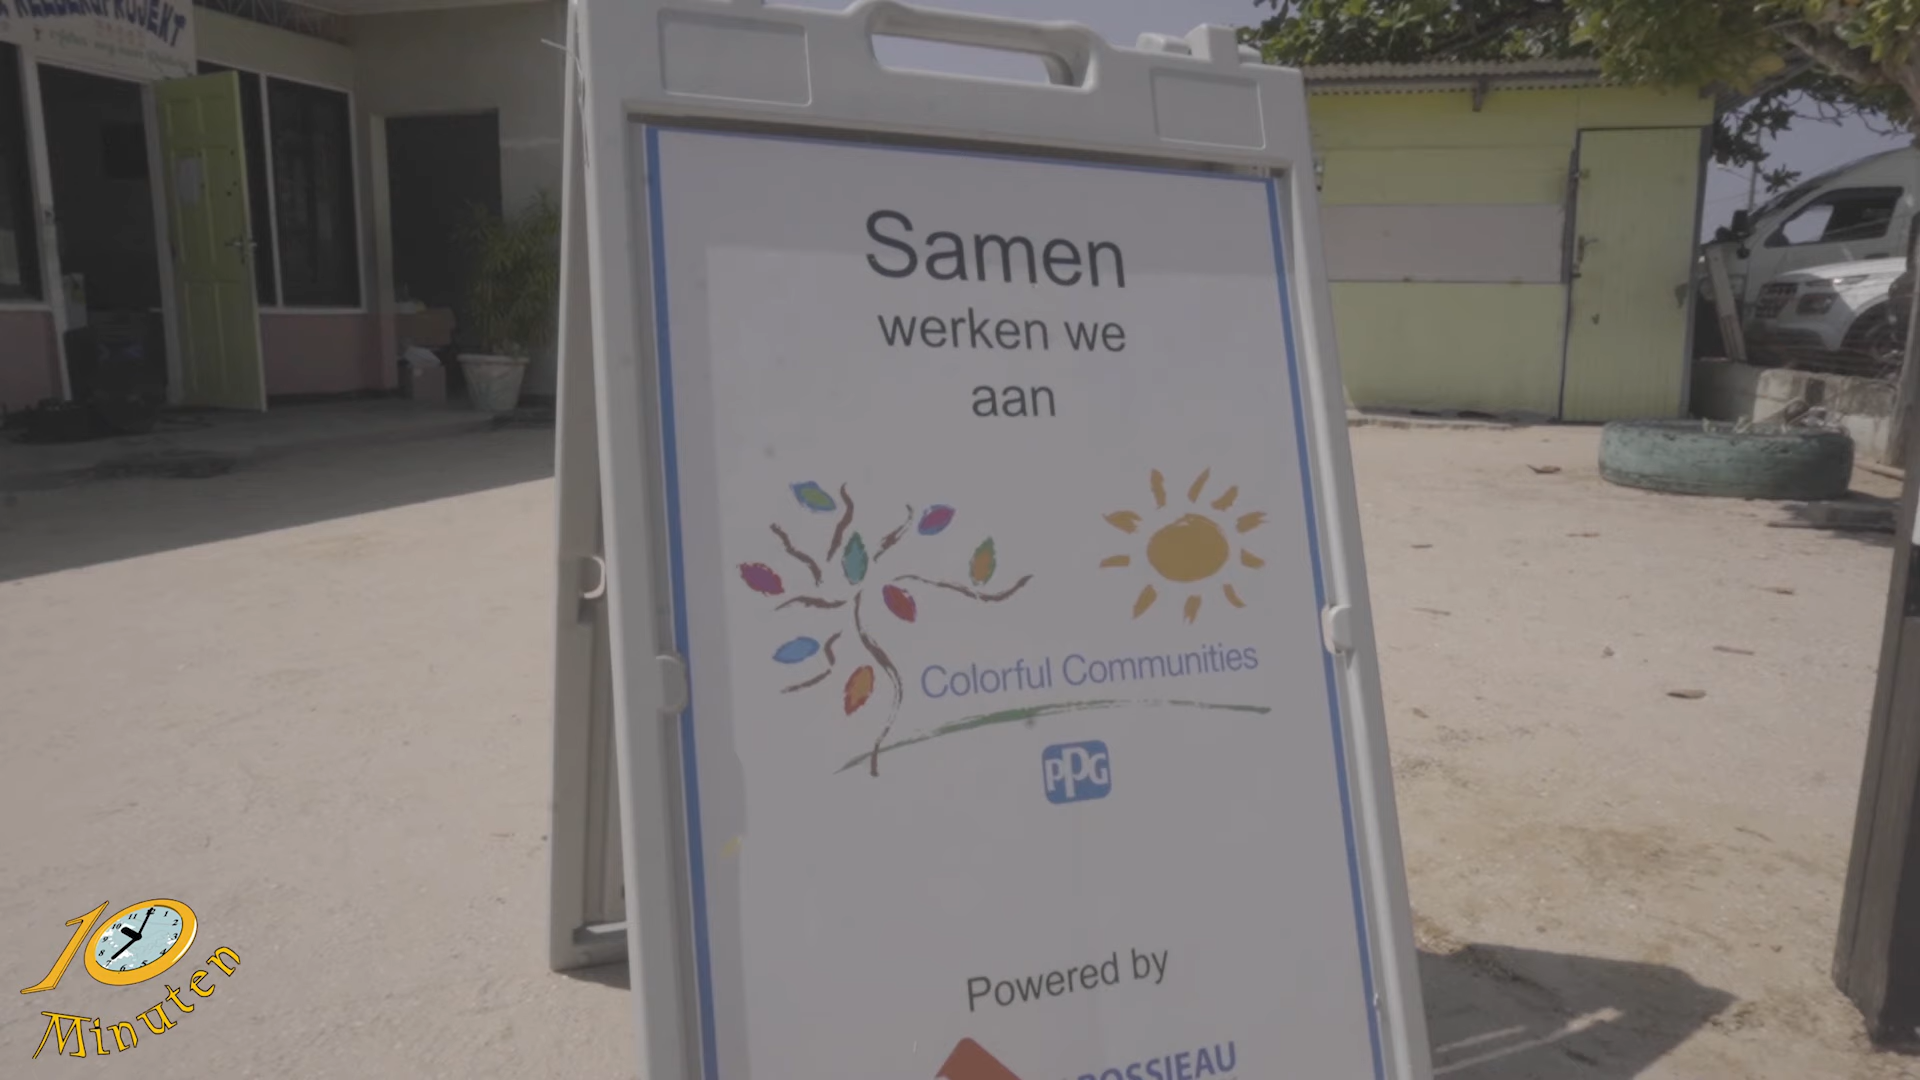 Samen
werken we
aan
Colorful Communities
PPG
Powered by
10
Minuten